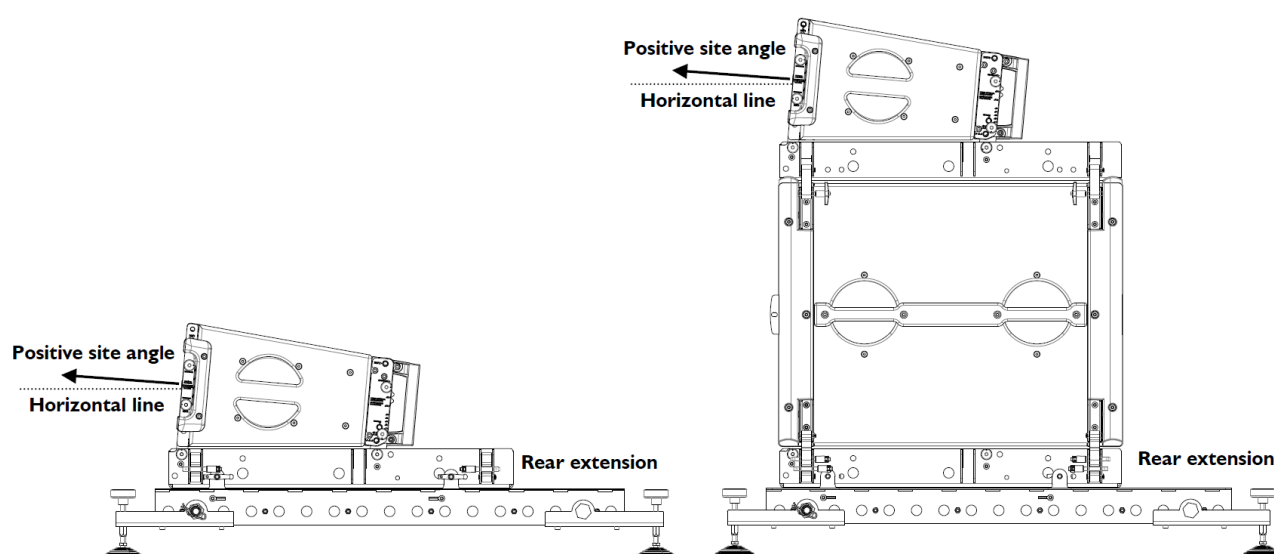 Positive site angle
Horizontal line
Rear extension
Positive site angle
Horizontal line
Rear extension